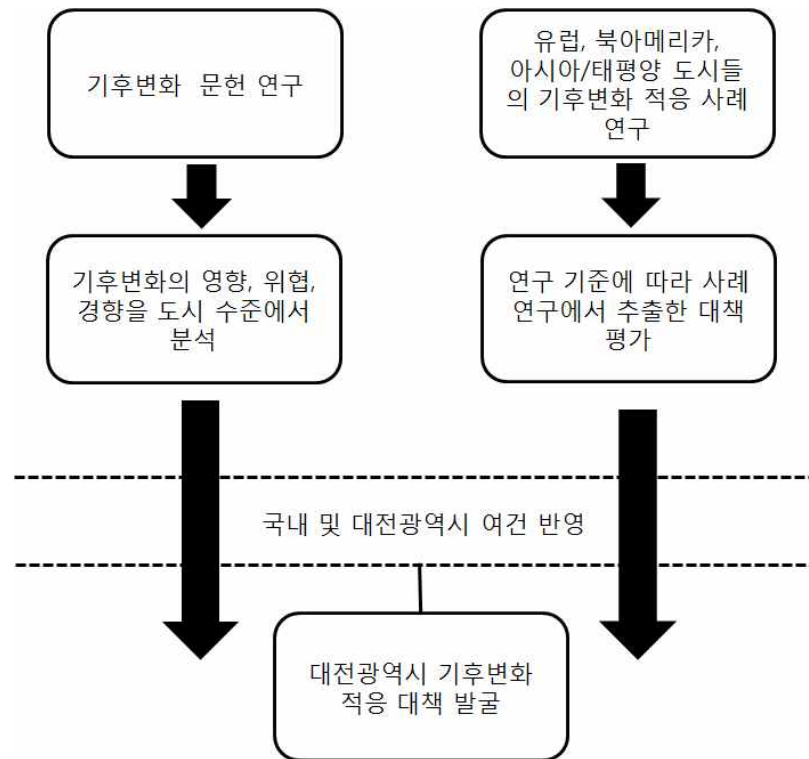 기후변화 문헌 연구
유럽, 북아메리카,
아시아/태평양 도시들
의 기후변화 적응 사례
연구
기후변화의 영향, 위협,
경향을 도시 수준에서
분석
연구 기준에 따라 사례
연구에서 추출한 대책
평가
국내 및 대전광역시 여건 반영
대전광역시 기후변화
적응 대책 발굴